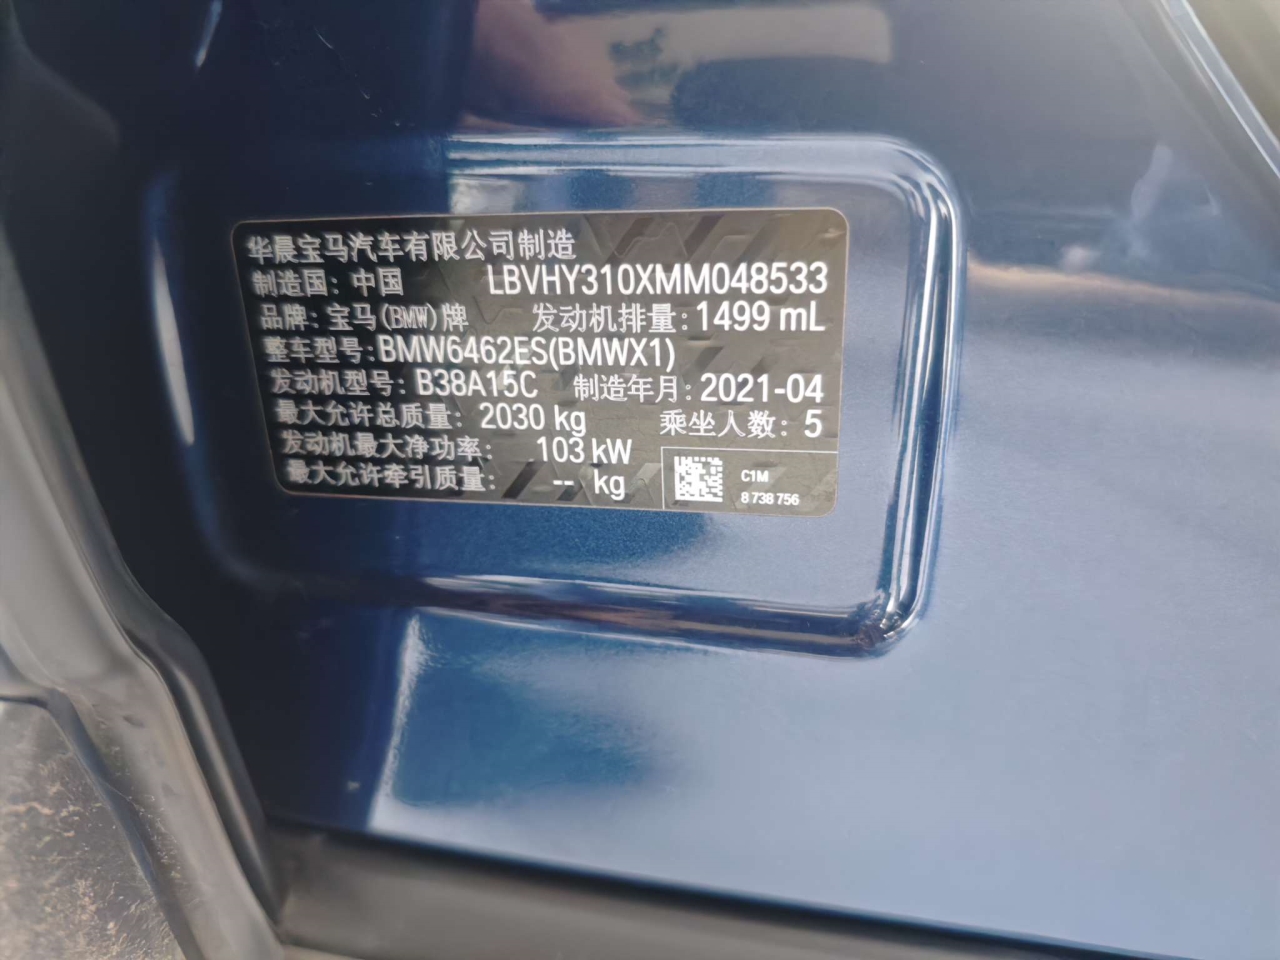 华晨宝马汽车有限公司制造
制造国: 中国 LBVHY310XMM048533
品牌: 宝马(BMW)牌 发动机排量: 1499 mL
整车型号: BMW6462ES(BMWX1)
发动机型号: B38A15C 制造年月: 2021-04
最大允许总质量: 2030 kg 乘坐人数: 5
发动机最大净功率: 103 kW
最大允许牵引质量: -- kg
C1M
8 738 756